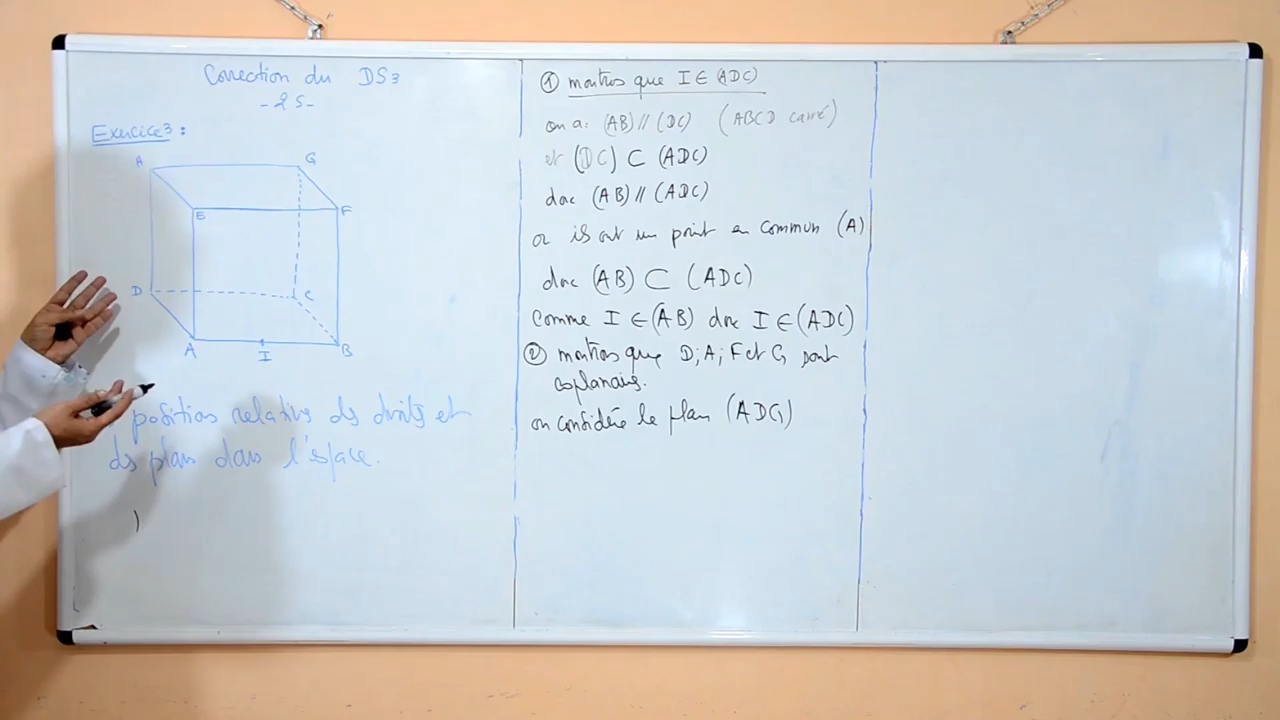 Correction du DS3
- 2S -
Exercice 3 :
A
G
E
F
D
C
A
I
B
positions relative des droites et
des plans dans l'espace.
)
① montrons que I ∈ (ADC)
on a : (AB) // (DC) (ABCD carré)
et (DC) ⊂ (ADC)
donc (AB) // (ADC)
or ils ont un point en commun (A)
donc (AB) ⊂ (ADC)
Comme I ∈ (AB) donc I ∈ (ADC)
② montrons que D; A; F et G sont
coplanaires.
on considère le plan (ADG)